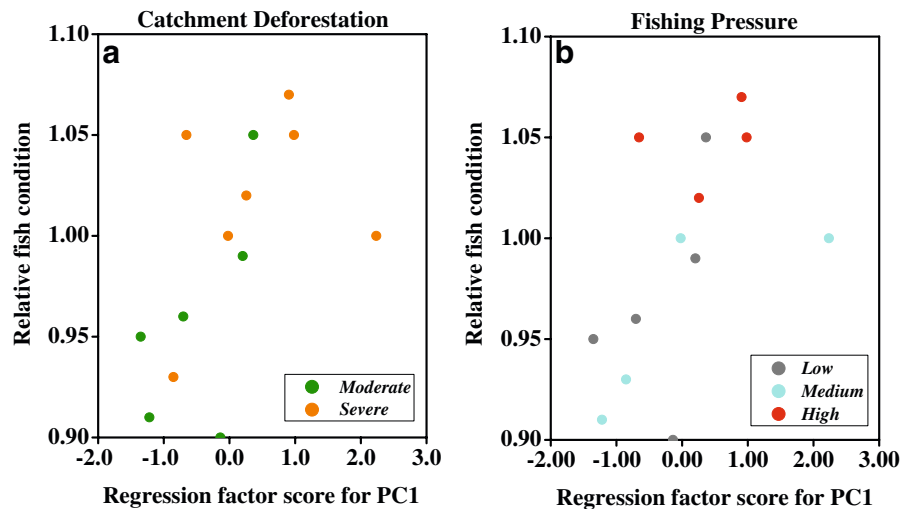 Catchment Deforestation
a
1.10
1.05
1.00
0.95
0.90
Relative fish condition
-2.0 -1.0 0.0 1.0 2.0 3.0
Regression factor score for PC1
Moderate
Severe
Fishing Pressure
b
1.10
1.05
1.00
0.95
0.90
Relative fish condition
-2.00 -1.00 0.00 1.00 2.00 3.00
Regression factor score for PC1
Low
Medium
High